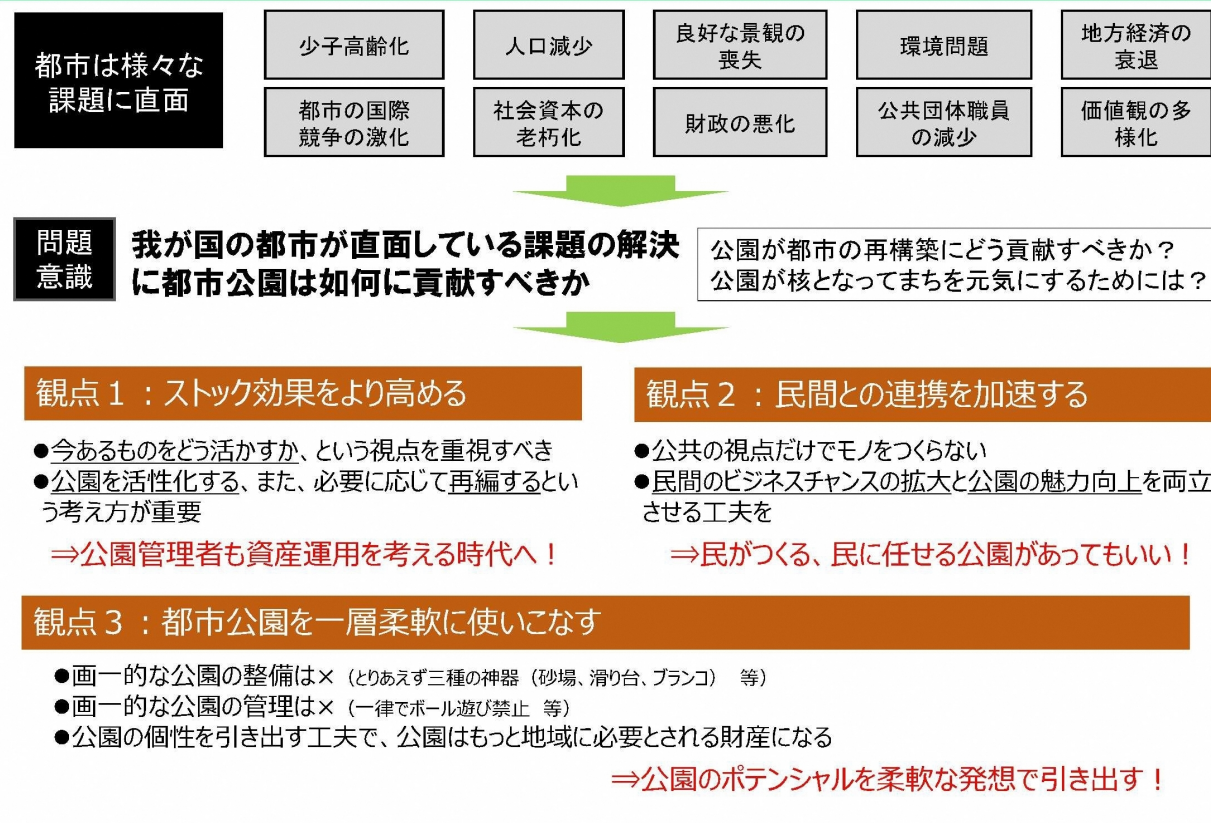 都市は様々な
課題に直面
少子高齢化
人口減少
良好な景観の
喪失
環境問題
地方経済の
衰退
都市の国際
競争の激化
社会資本の
老朽化
財政の悪化
公共団体職員
の減少
価値観の多
様化
問題
意識
我が国の都市が直面している課題の解決
に都市公園は如何に貢献すべきか
公園が都市の再構築にどう貢献すべきか？
公園が核となってまちを元気にするためには？
観点１：ストック効果をより高める
●今あるものをどう活かすか、という視点を重視すべき
●公園を活性化する、また、必要に応じて再編するとい
う考え方が重要
⇒公園管理者も資産運用を考える時代へ！
観点２：民間との連携を加速する
●公共の視点だけでモノをつくらない
●民間のビジネスチャンスの拡大と公園の魅力向上を両立
させる工夫を
⇒民がつくる、民に任せる公園があってもいい！
観点３：都市公園を一層柔軟に使いこなす
●画一的な公園の整備は×（とりあえず三種の神器（砂場、滑り台、ブランコ）　等）
●画一的な公園の管理は×（一律でボール遊び禁止　等）
●公園の個性を引き出す工夫で、公園はもっと地域に必要とされる財産になる
⇒公園のポテンシャルを柔軟な発想で引き出す！